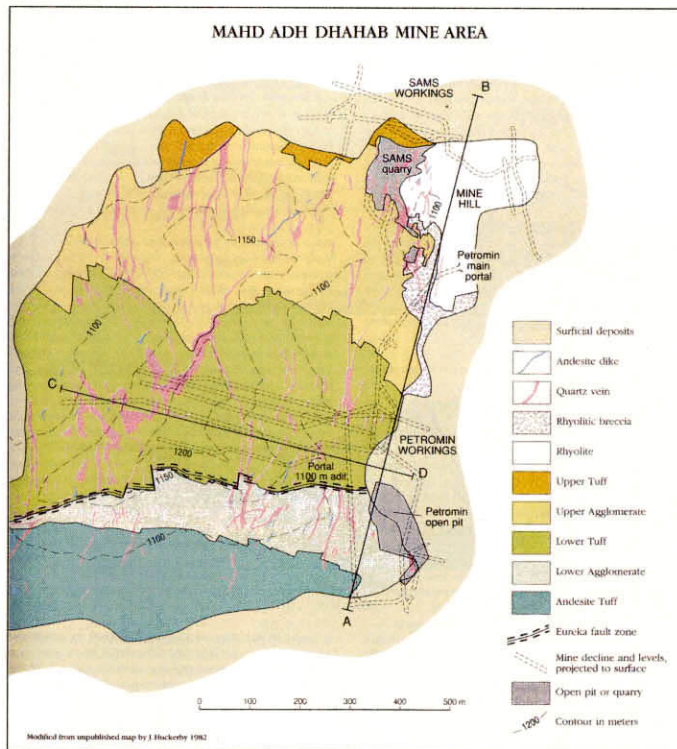 MAHD ADH DHAHAB MINE AREA
SAMS
WORKINGS
B
SAMS
quarry
MINE
HILL
1100
1150
Petromin
main
portal
1100
1100
C
1200
PETROMIN
WORKINGS
Portal
1100 m adit
D
1150
Petromin
open pit
1100
A
Surficial deposits
Andesite dike
Quartz vein
Rhyolitic breccia
Rhyolite
Upper Tuff
Upper Agglomerate
Lower Tuff
Lower Agglomerate
Andesite Tuff
Eureka fault zone
Mine decline and levels,
projected to surface
Open pit or quarry
1200 Contour in meters
0 100 200 300 400 500 m
Modified from unpublished map by J. Huckerby 1982